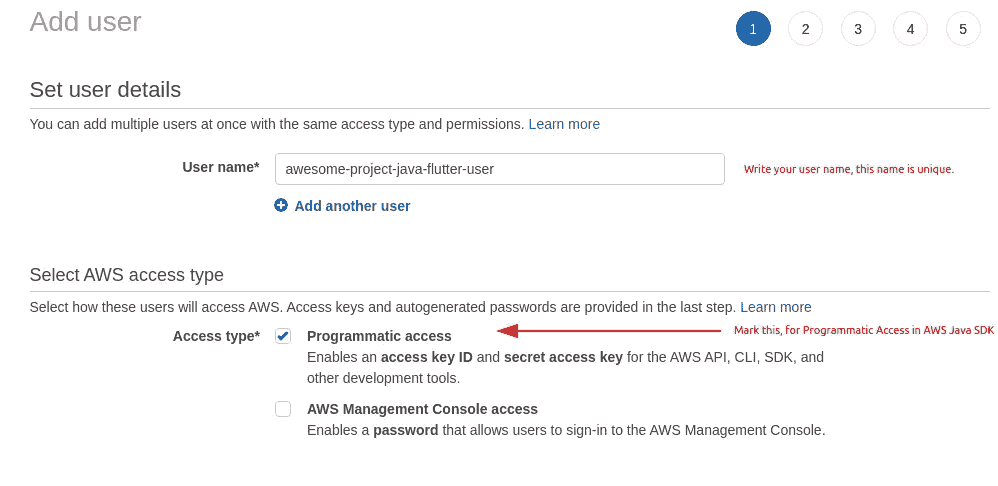 Add user
1 2 3 4 5
Set user details
You can add multiple users at once with the same access type and permissions. Learn more
User name* awesome-project-java-flutter-user Write your user name, this name is unique.
Add another user
Select AWS access type
Select how these users will access AWS. Access keys and autogenerated passwords are provided in the last step. Learn more
Access type* Programmatic access Mark this, for Programmatic Access in AWS Java SDK
Enables an access key ID and secret access key for the AWS API, CLI, SDK, and
other development tools.
AWS Management Console access
Enables a password that allows users to sign-in to the AWS Management Console.